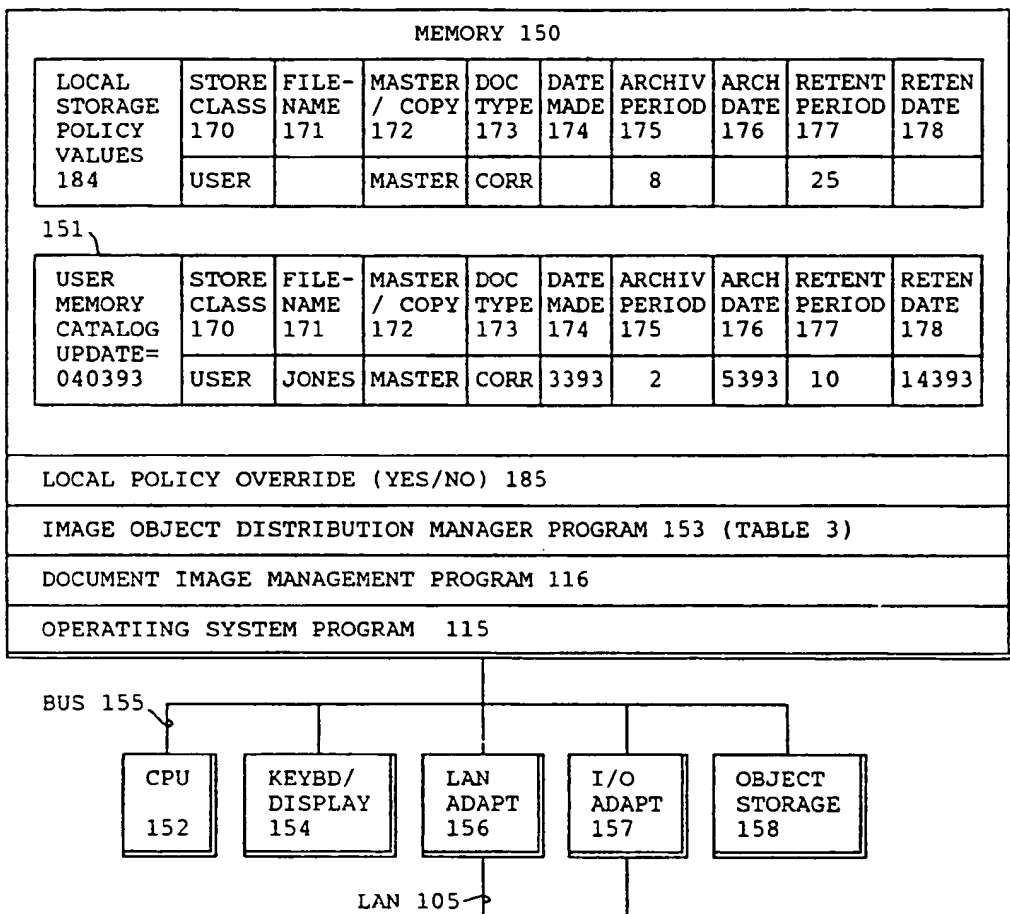 MEMORY 150
LOCAL STORAGE POLICY VALUES 184
STORE CLASS 170
FILE- NAME 171
MASTER / COPY 172
DOC TYPE 173
DATE MADE 174
ARCHIV PERIOD 175
ARCH DATE 176
RETENT PERIOD 177
RETEN DATE 178
USER MASTER CORR 8 25
151
USER MEMORY CATALOG UPDATE= 040393
STORE CLASS 170
FILE- NAME 171
MASTER / COPY 172
DOC TYPE 173
DATE MADE 174
ARCHIV PERIOD 175
ARCH DATE 176
RETENT PERIOD 177
RETEN DATE 178
USER JONES MASTER CORR 3393 2 5393 10 14393
LOCAL POLICY OVERRIDE (YES/NO) 185
IMAGE OBJECT DISTRIBUTION MANAGER PROGRAM 153 (TABLE 3)
DOCUMENT IMAGE MANAGEMENT PROGRAM 116
OPERATIING SYSTEM PROGRAM 115
BUS 155
CPU 152
KEYBD/ DISPLAY 154
LAN ADAPT 156
I/O ADAPT 157
OBJECT STORAGE 158
LAN 105